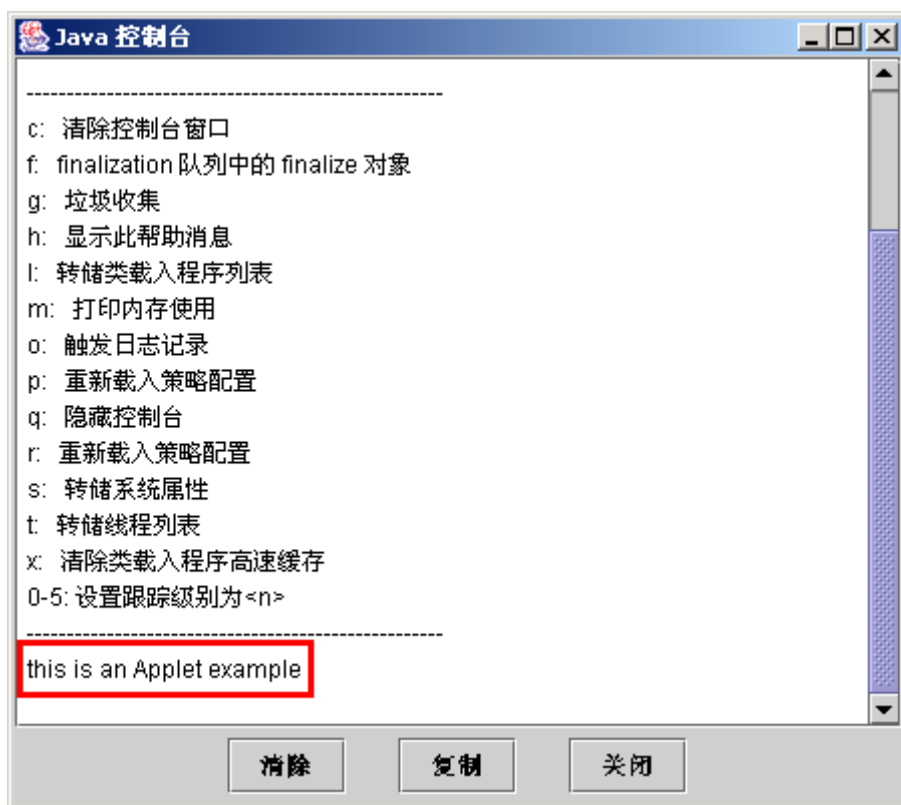 Java 控制台
----------------------------------------------------
c: 清除控制台窗口
f: finalization 队列中的 finalize 对象
g: 垃圾收集
h: 显示此帮助消息
l: 转储类载入程序列表
m: 打印内存使用
o: 触发日志记录
p: 重新载入策略配置
q: 隐藏控制台
r: 重新载入策略配置
s: 转储系统属性
t: 转储线程列表
x: 清除类载入程序高速缓存
0-5: 设置跟踪级别为<n>
----------------------------------------------------
this is an Applet example
清除 复制 关闭